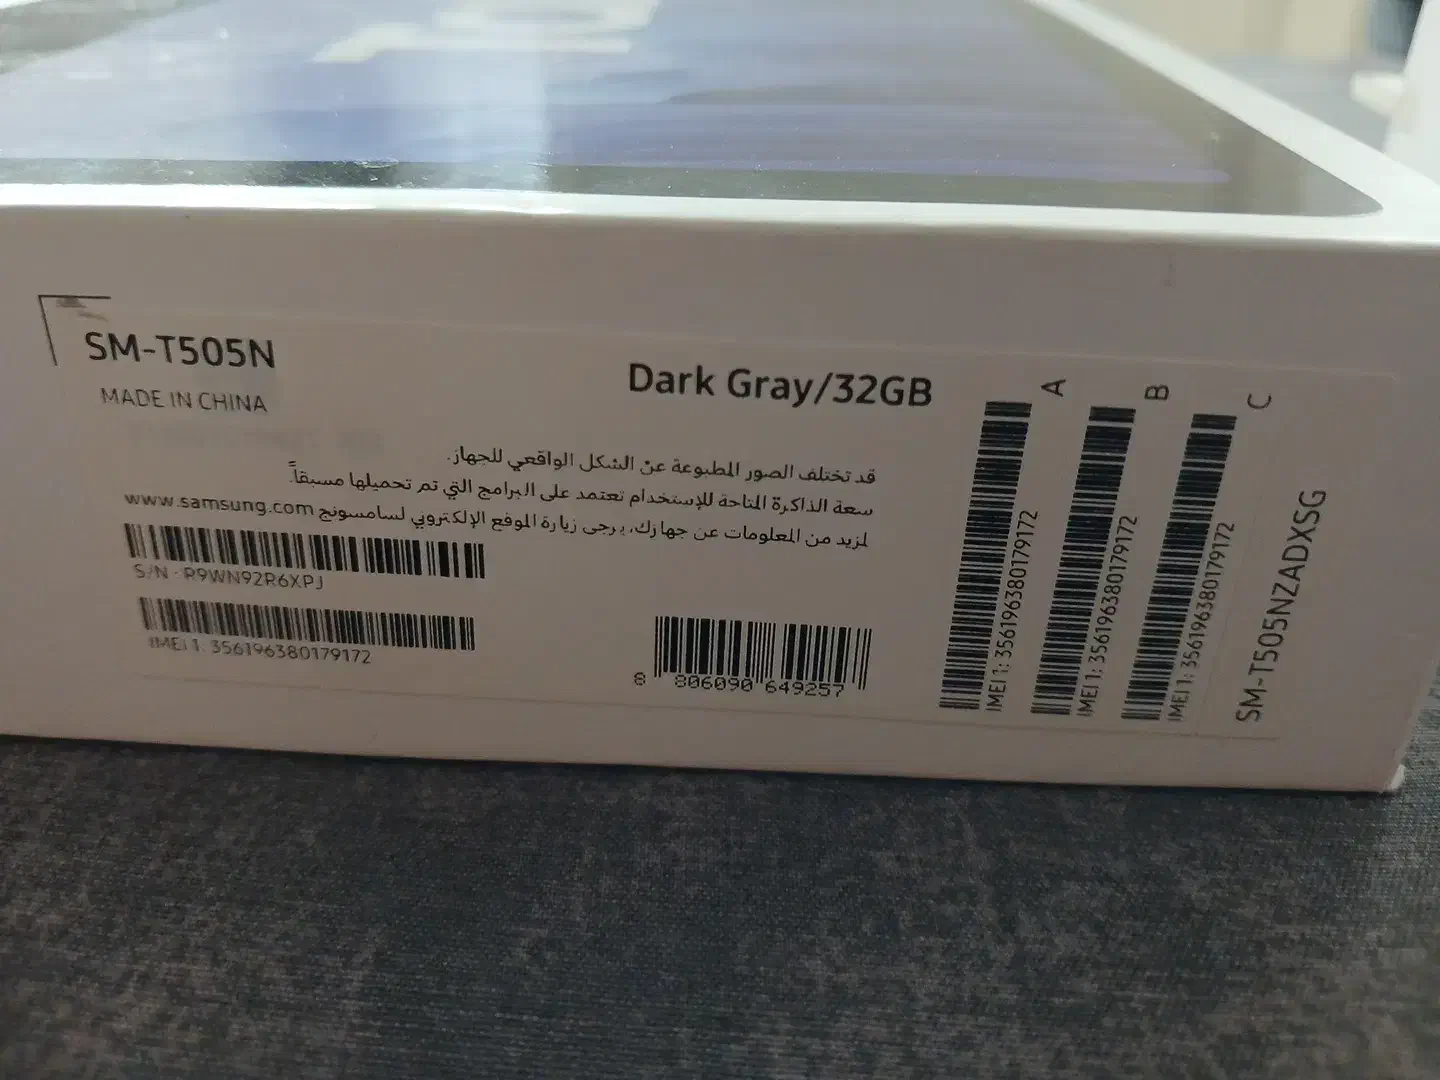 SM-T505N
MADE IN CHINA
Dark Gray/32GB
قد تختلف الصور المطبوعة عن الشكل الواقعي للجهاز.
سعة الذاكرة المتاحة للإستخدام تعتمد على البرامج التي تم تحميلها مسبقاً.
لمزيد من المعلومات عن جهازك، يرجى زيارة الموقع الإلكتروني لسامسونج www.samsung.com
S/N : R9WN92R6XPJ
IMEI 1: 356196380179172
8 806090 649257
A
IMEI 1: 356196380179172
B
IMEI 1: 356196380179172
C
IMEI 1: 356196380179172
SM-T505NZADXSG